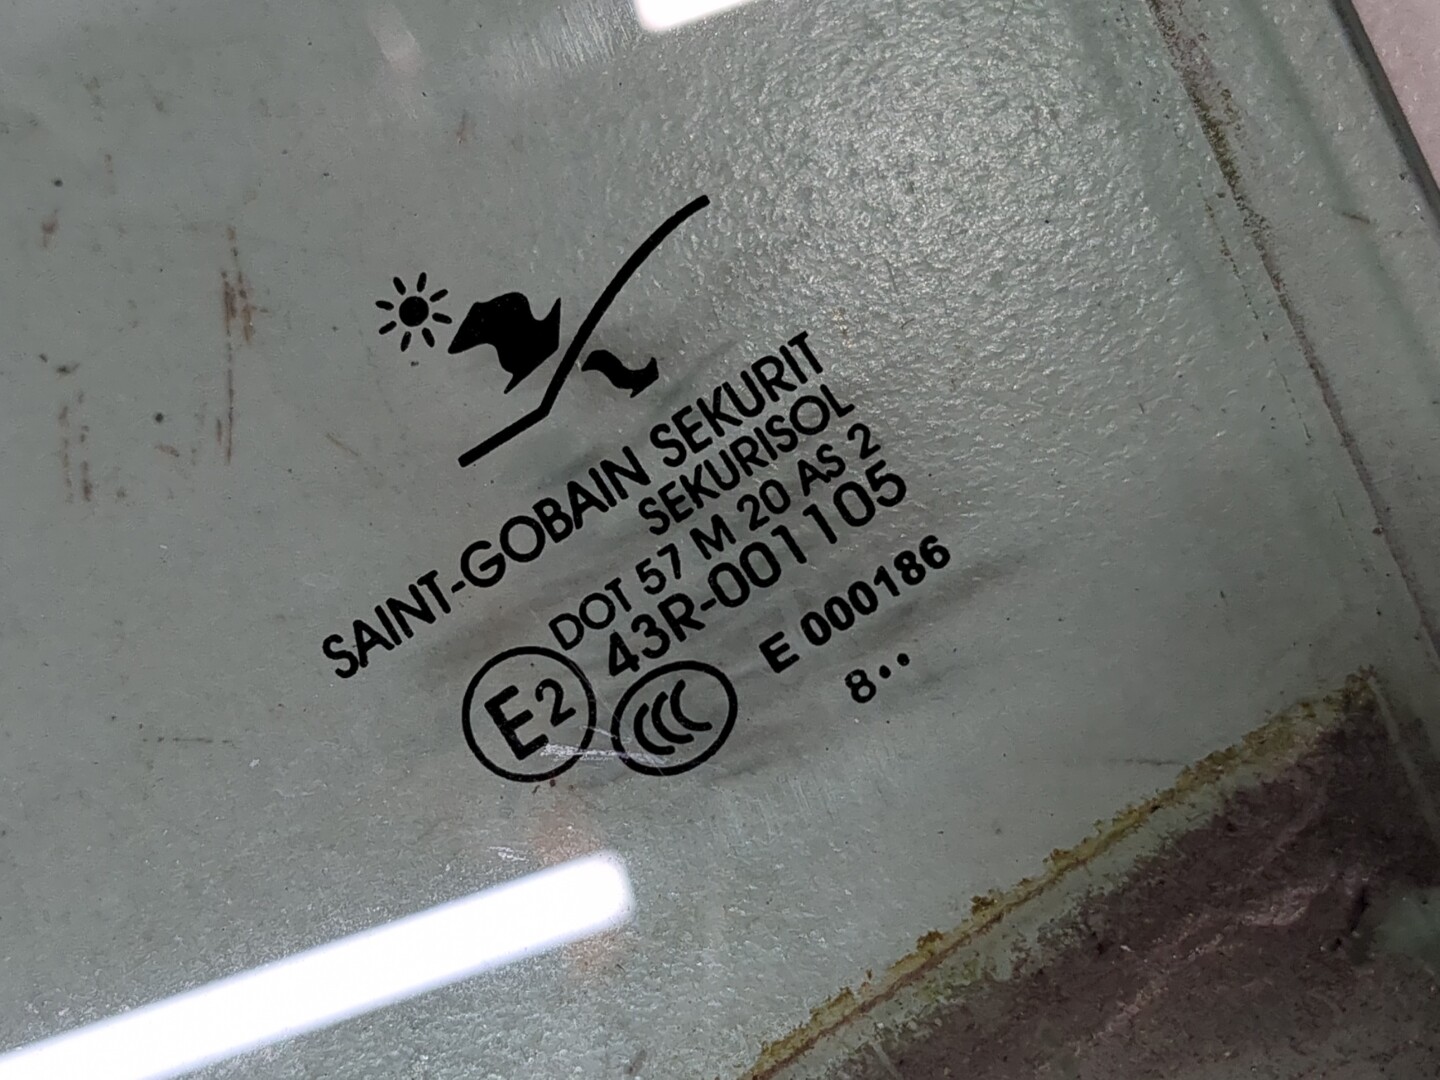 SAINT-GOBAIN SEKURIT
SEKURISOL
DOT 57 M 20 AS 2
43R-001105
E2
CCC
E 000186
8••